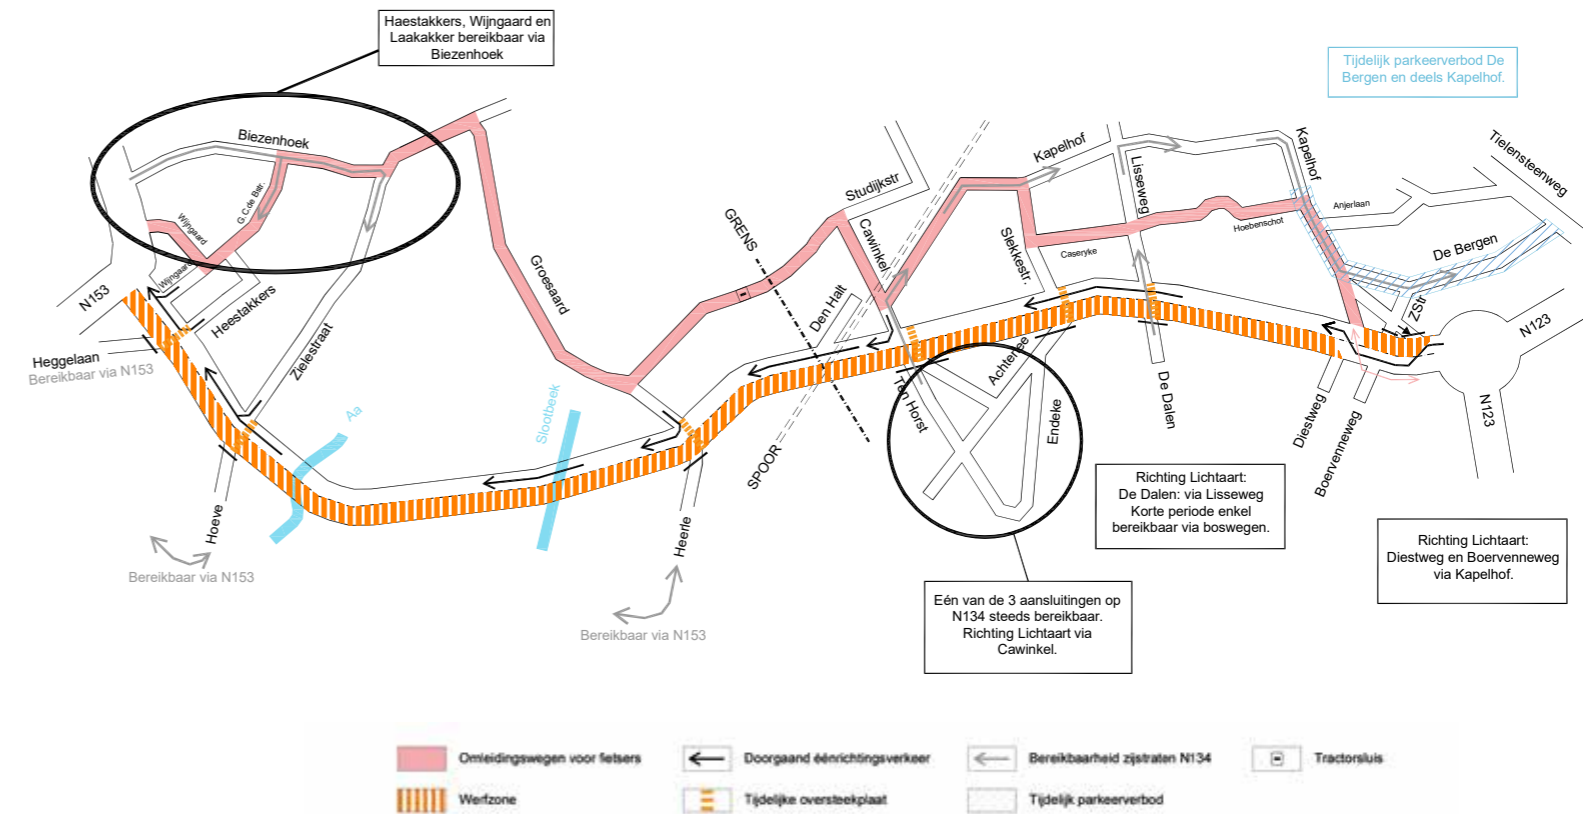 Haestakkers, Wijngaard en
Laakakker bereikbaar via
Biezenhoek
Tijdelijk parkeerverbod De
Bergen en deels Kapelhof.
Biezenhoek
G.C.de Bstr.
Wijngaard
Wijngaard
N153
Heestakkers
Heggelaan
Bereikbaar via N153
Zielestraat
Groesaard
GRENS
Studijkstr
Cawinkel
Den Halt
Kapelhof
Lisseweg
Slekkestr.
Caseryke
Hoebenschot
Kapelhof
Anjerlaan
Tielensteenweg
De Bergen
ZStr
N123
N123
Aa
Slootbeek
SPOOR
Ten Horst
Achterlee
Endeke
De Dalen
Diestweg
Boervenneweg
Hoeve
Bereikbaar via N153
Heerle
Bereikbaar via N153
Richting Lichtaart:
De Dalen: via Lisseweg
Korte periode enkel
bereikbaar via boswegen.
Richting Lichtaart:
Diestweg en Boervenneweg
via Kapelhof.
Eén van de 3 aansluitingen op
N134 steeds bereikbaar.
Richting Lichtaart via
Cawinkel.
Omleidingswegen voor fietsers
Doorgaand éénrichtingsverkeer
Bereikbaarheid zijstraten N134
Tractorsluis
Werfzone
Tijdelijke oversteekplaat
Tijdelijk parkeerverbod